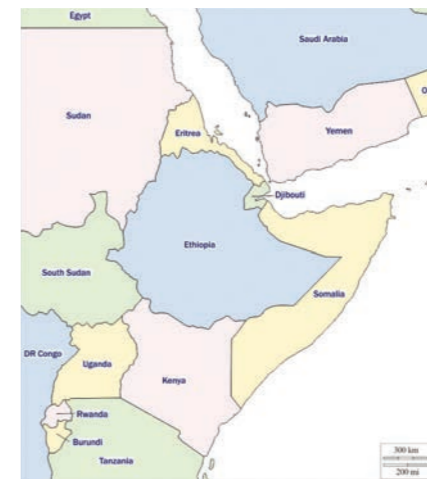 Egypt
Saudi Arabia
Sudan
O
Eritrea
Yemen
Djibouti
Ethiopia
South Sudan
Somalia
DR Congo
Uganda
Kenya
Rwanda
Burundi
Tanzania
300 km
200 mi